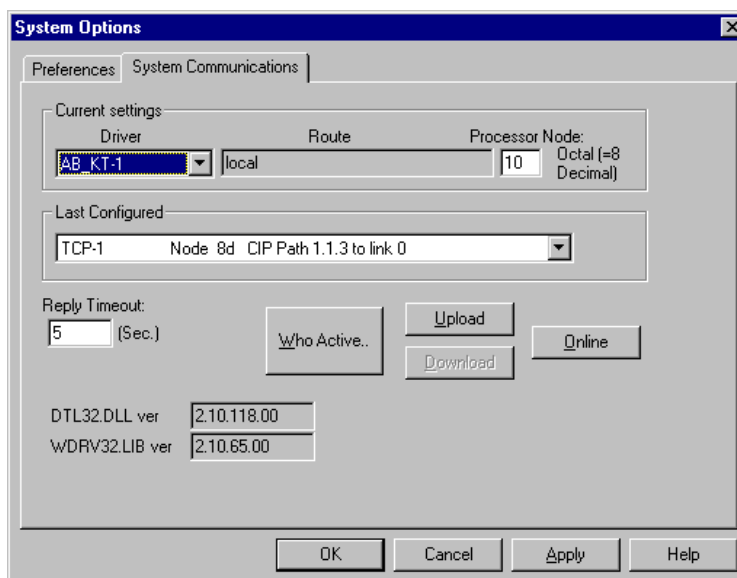 System Options
Preferences System Communications
Current settings
Driver Route Processor Node:
AB_KT-1 local 10 Octal (=8
Decimal)
Last Configured
TCP-1 Node 8d CIP Path 1.1.3 to link 0
Reply Timeout:
5 (Sec.)
Who Active..
Upload
Download
Online
DTL32.DLL ver 2.10.118.00
WDRV32.LIB ver 2.10.65.00
OK Cancel Apply Help